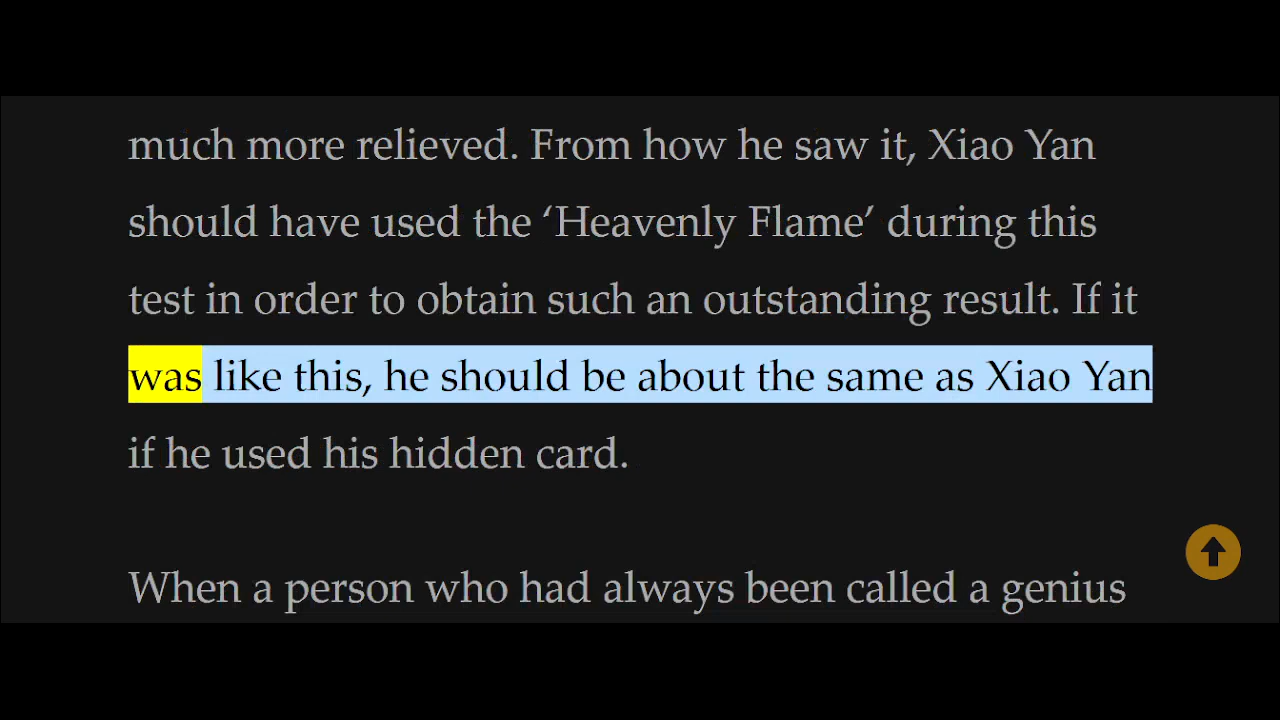 much more relieved. From how he saw it, Xiao Yan
should have used the ‘Heavenly Flame’ during this
test in order to obtain such an outstanding result. If it
was like this, he should be about the same as Xiao Yan
if he used his hidden card.
When a person who had always been called a genius